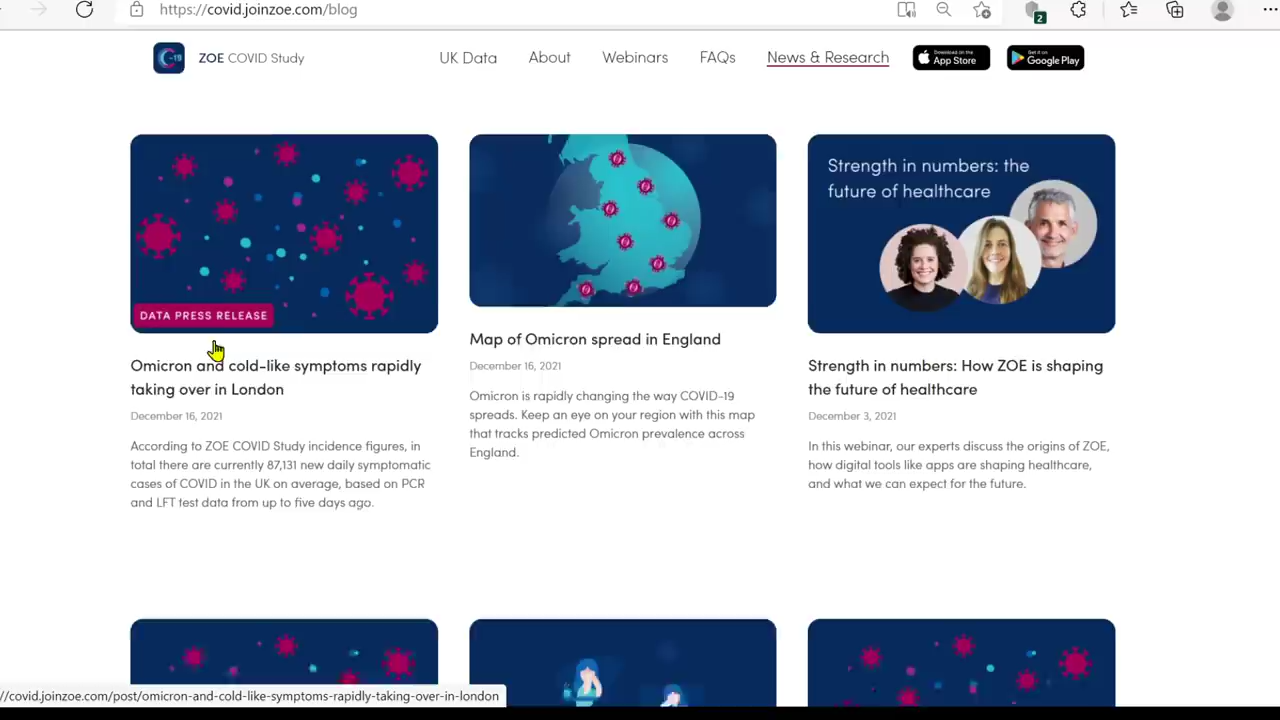 https://covid.joinzoe.com/blog
2
C-19
ZOE COVID Study
UK Data
About
Webinars
FAQs
News & Research
Download on the
App Store
Get it on
Google Play
DATA PRESS RELEASE
Omicron and cold-like symptoms rapidly
taking over in London
December 16, 2021
According to ZOE COVID Study incidence figures, in
total there are currently 87,131 new daily symptomatic
cases of COVID in the UK on average, based on PCR
and LFT test data from up to five days ago.
Map of Omicron spread in England
December 16, 2021
Omicron is rapidly changing the way COVID-19
spreads. Keep an eye on your region with this map
that tracks predicted Omicron prevalence across
England.
Strength in numbers: the
future of healthcare
Strength in numbers: How ZOE is shaping
the future of healthcare
December 3, 2021
In this webinar, our experts discuss the origins of ZOE,
how digital tools like apps are shaping healthcare,
and what we can expect for the future.
//covid.joinzoe.com/post/omicron-and-cold-like-symptoms-rapidly-taking-over-in-london